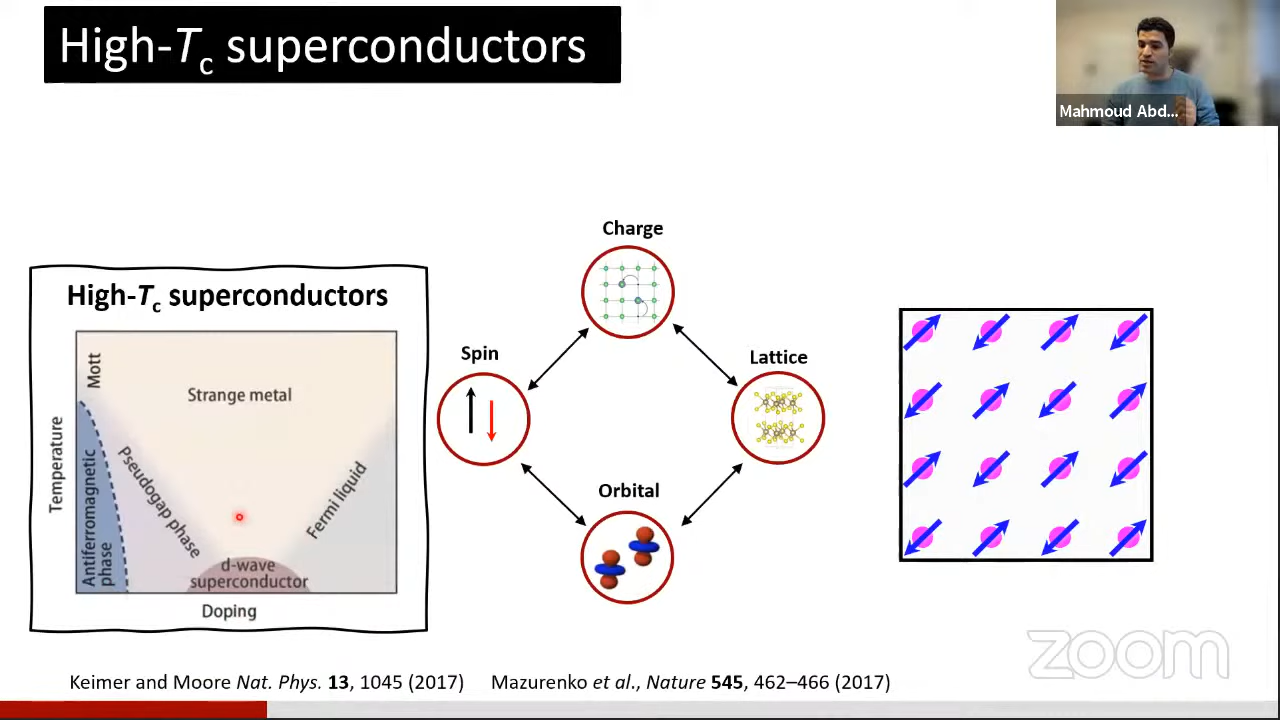 High-Tc superconductors
Mahmoud Abd...
Charge
High-Tc superconductors
Spin
Lattice
Mott
Strange metal
Temperature
Antiferromagnetic
phase
Pseudogap phase
Fermi liquid
d-wave
superconductor
Doping
Orbital
zoom
Keimer and Moore Nat. Phys. 13, 1045 (2017)
Mazurenko et al., Nature 545, 462–466 (2017)